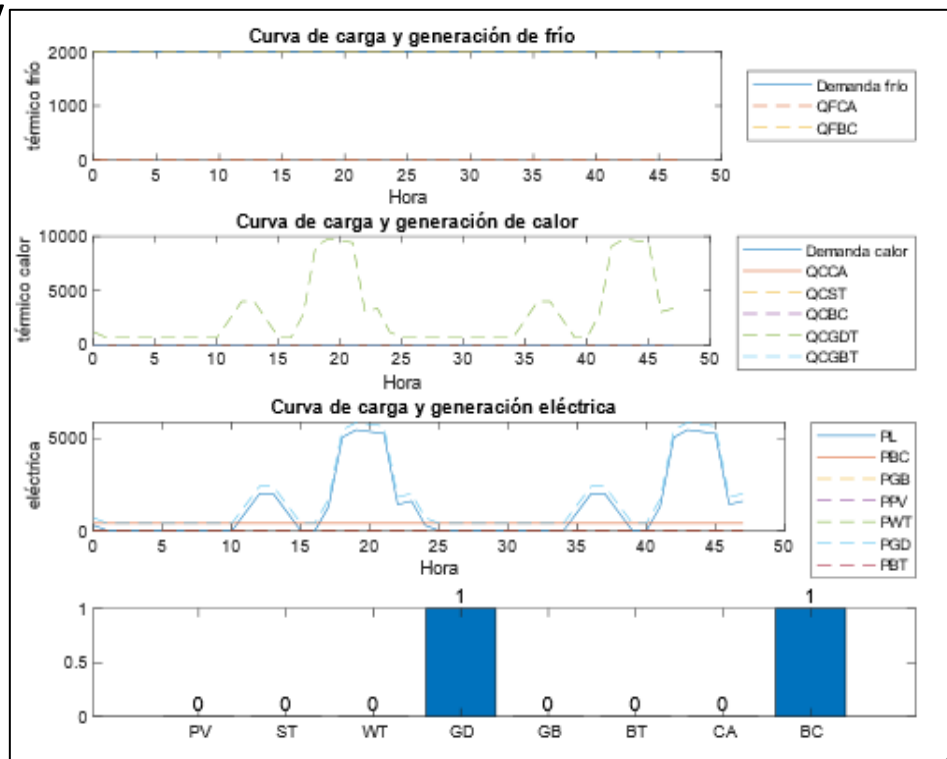 Curva de carga y generación de frío
térmico frío
2000
1000
0
0 5 10 15 20 25 30 35 40 45 50
Hora
Demanda frío
QFCA
QFBC
Curva de carga y generación de calor
térmico calor
10000
5000
0
0 5 10 15 20 25 30 35 40 45 50
Hora
Demanda calor
QCCA
QCST
QCBC
QCGDT
QCGBT
Curva de carga y generación eléctrica
eléctrica
5000
0
0 5 10 15 20 25 30 35 40 45 50
Hora
PL
PBC
PGB
PPV
PWT
PGD
PBT
1
0.5
0
0 0 0 1 0 0 0 1
PV ST WT GD GB BT CA BC